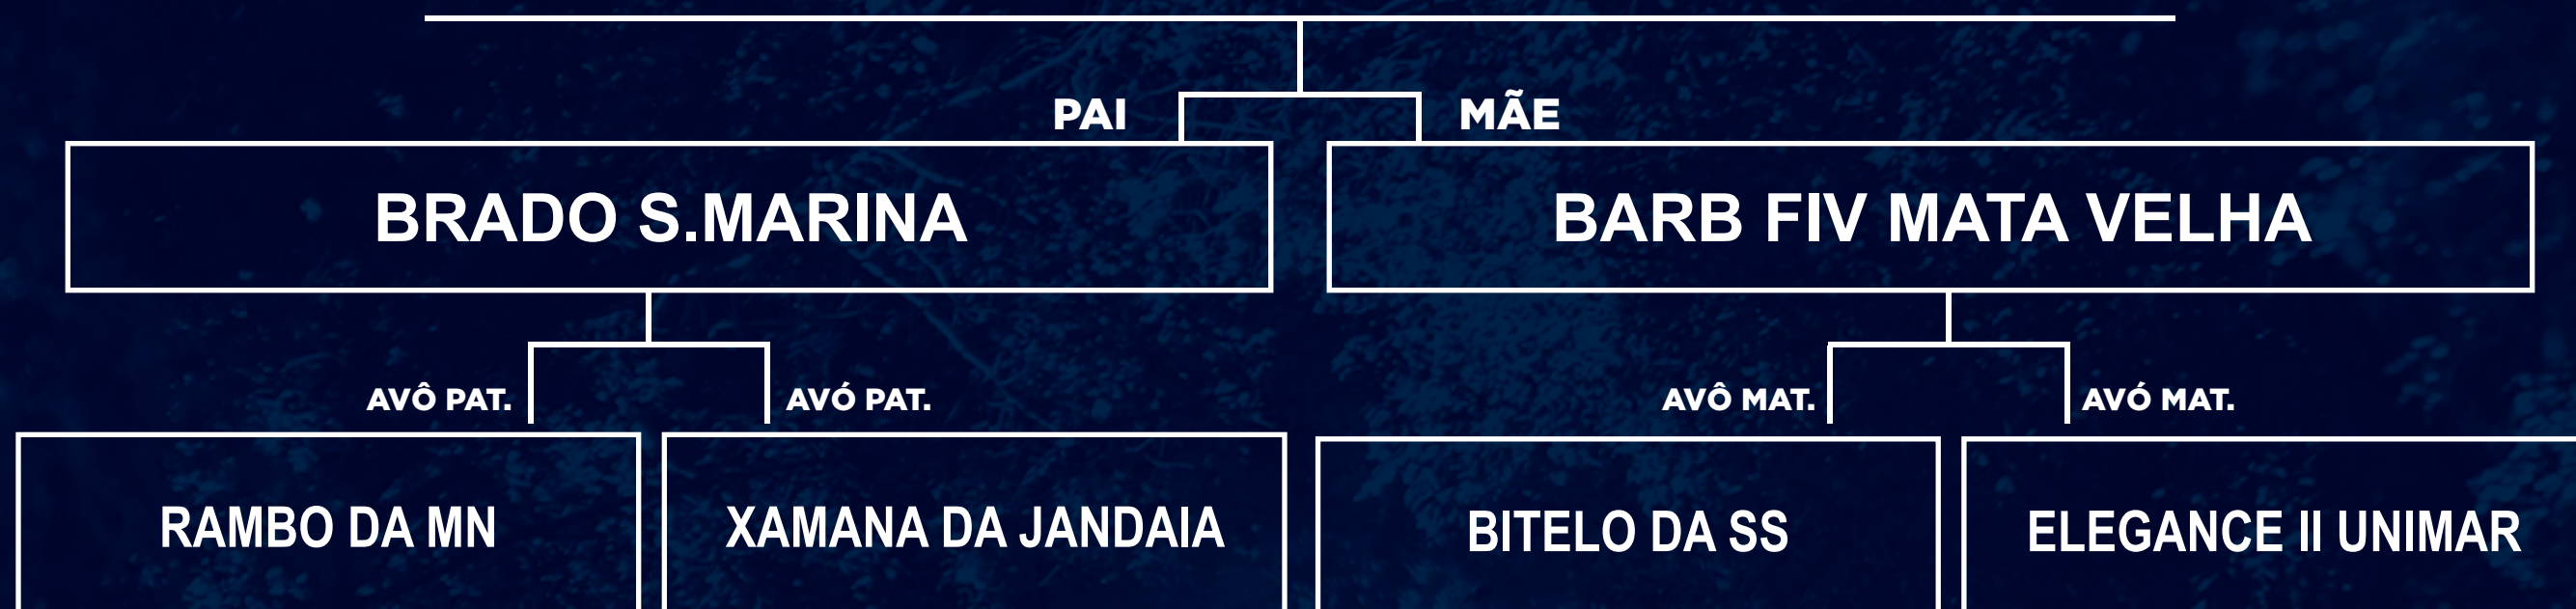 PAI MÃE
BRADO S.MARINA BARB FIV MATA VELHA
AVÔ PAT. AVÓ PAT. AVÔ MAT. AVÓ MAT.
RAMBO DA MN XAMANA DA JANDAIA BITELO DA SS ELEGANCE II UNIMAR